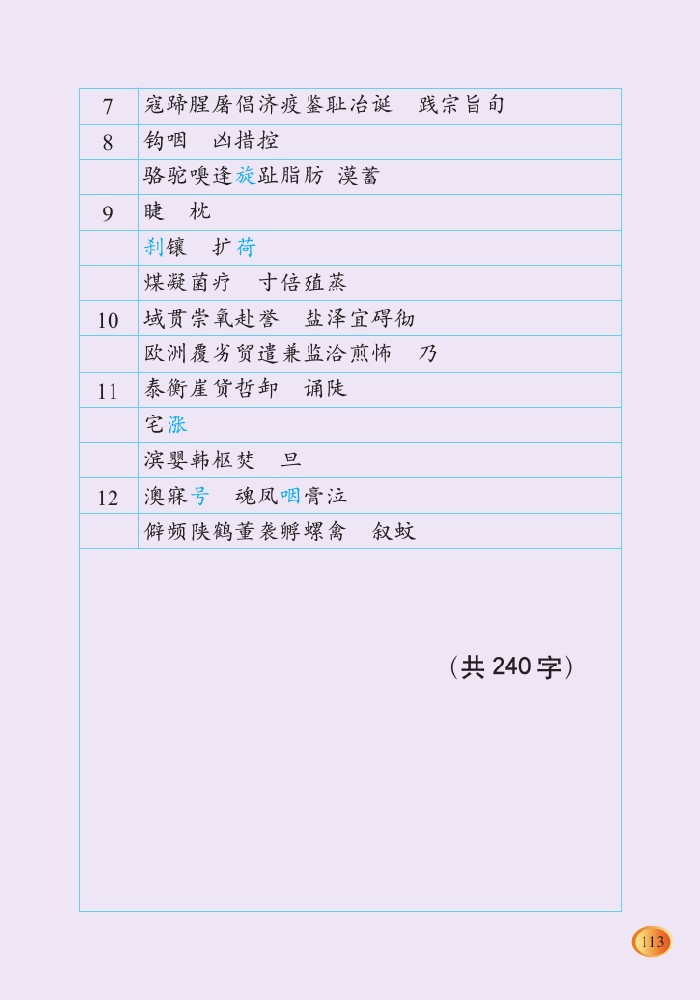 7 寇蹄腥屠倡济疫鉴耻冶诞 践宗旨旬
8 钩咽 凶措控
骆驼嗅逢旋趾脂肪 漠蓄
9 睫 枕
刹镶 扩荷
煤凝菌疗 寸倍殖蒸
10 域贯崇氧赴誉 盐泽宜碍彻
欧洲覆劣贸遣兼监洽煎怖 乃
11 泰衡崖货哲卸 诵陡
宅涨
滨婴韩枢焚 旦
12 澳寐号 魂凤咽膏泣
僻频陕鹤董袭孵螺禽 叙蚊
(共 240 字)
113